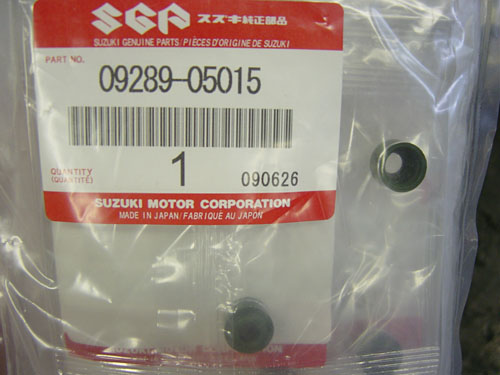 SGP スズキ純正部品
SUZUKI GENUINE PARTS/PIÈCES D'ORIGINE DE SUZUKI
PART NO.
09289-05015
QUANTITY
(QUANTITÉ)
1
090626
SUZUKI MOTOR CORPORATION
MADE IN JAPAN/FABRIQUÉ AU JAPON